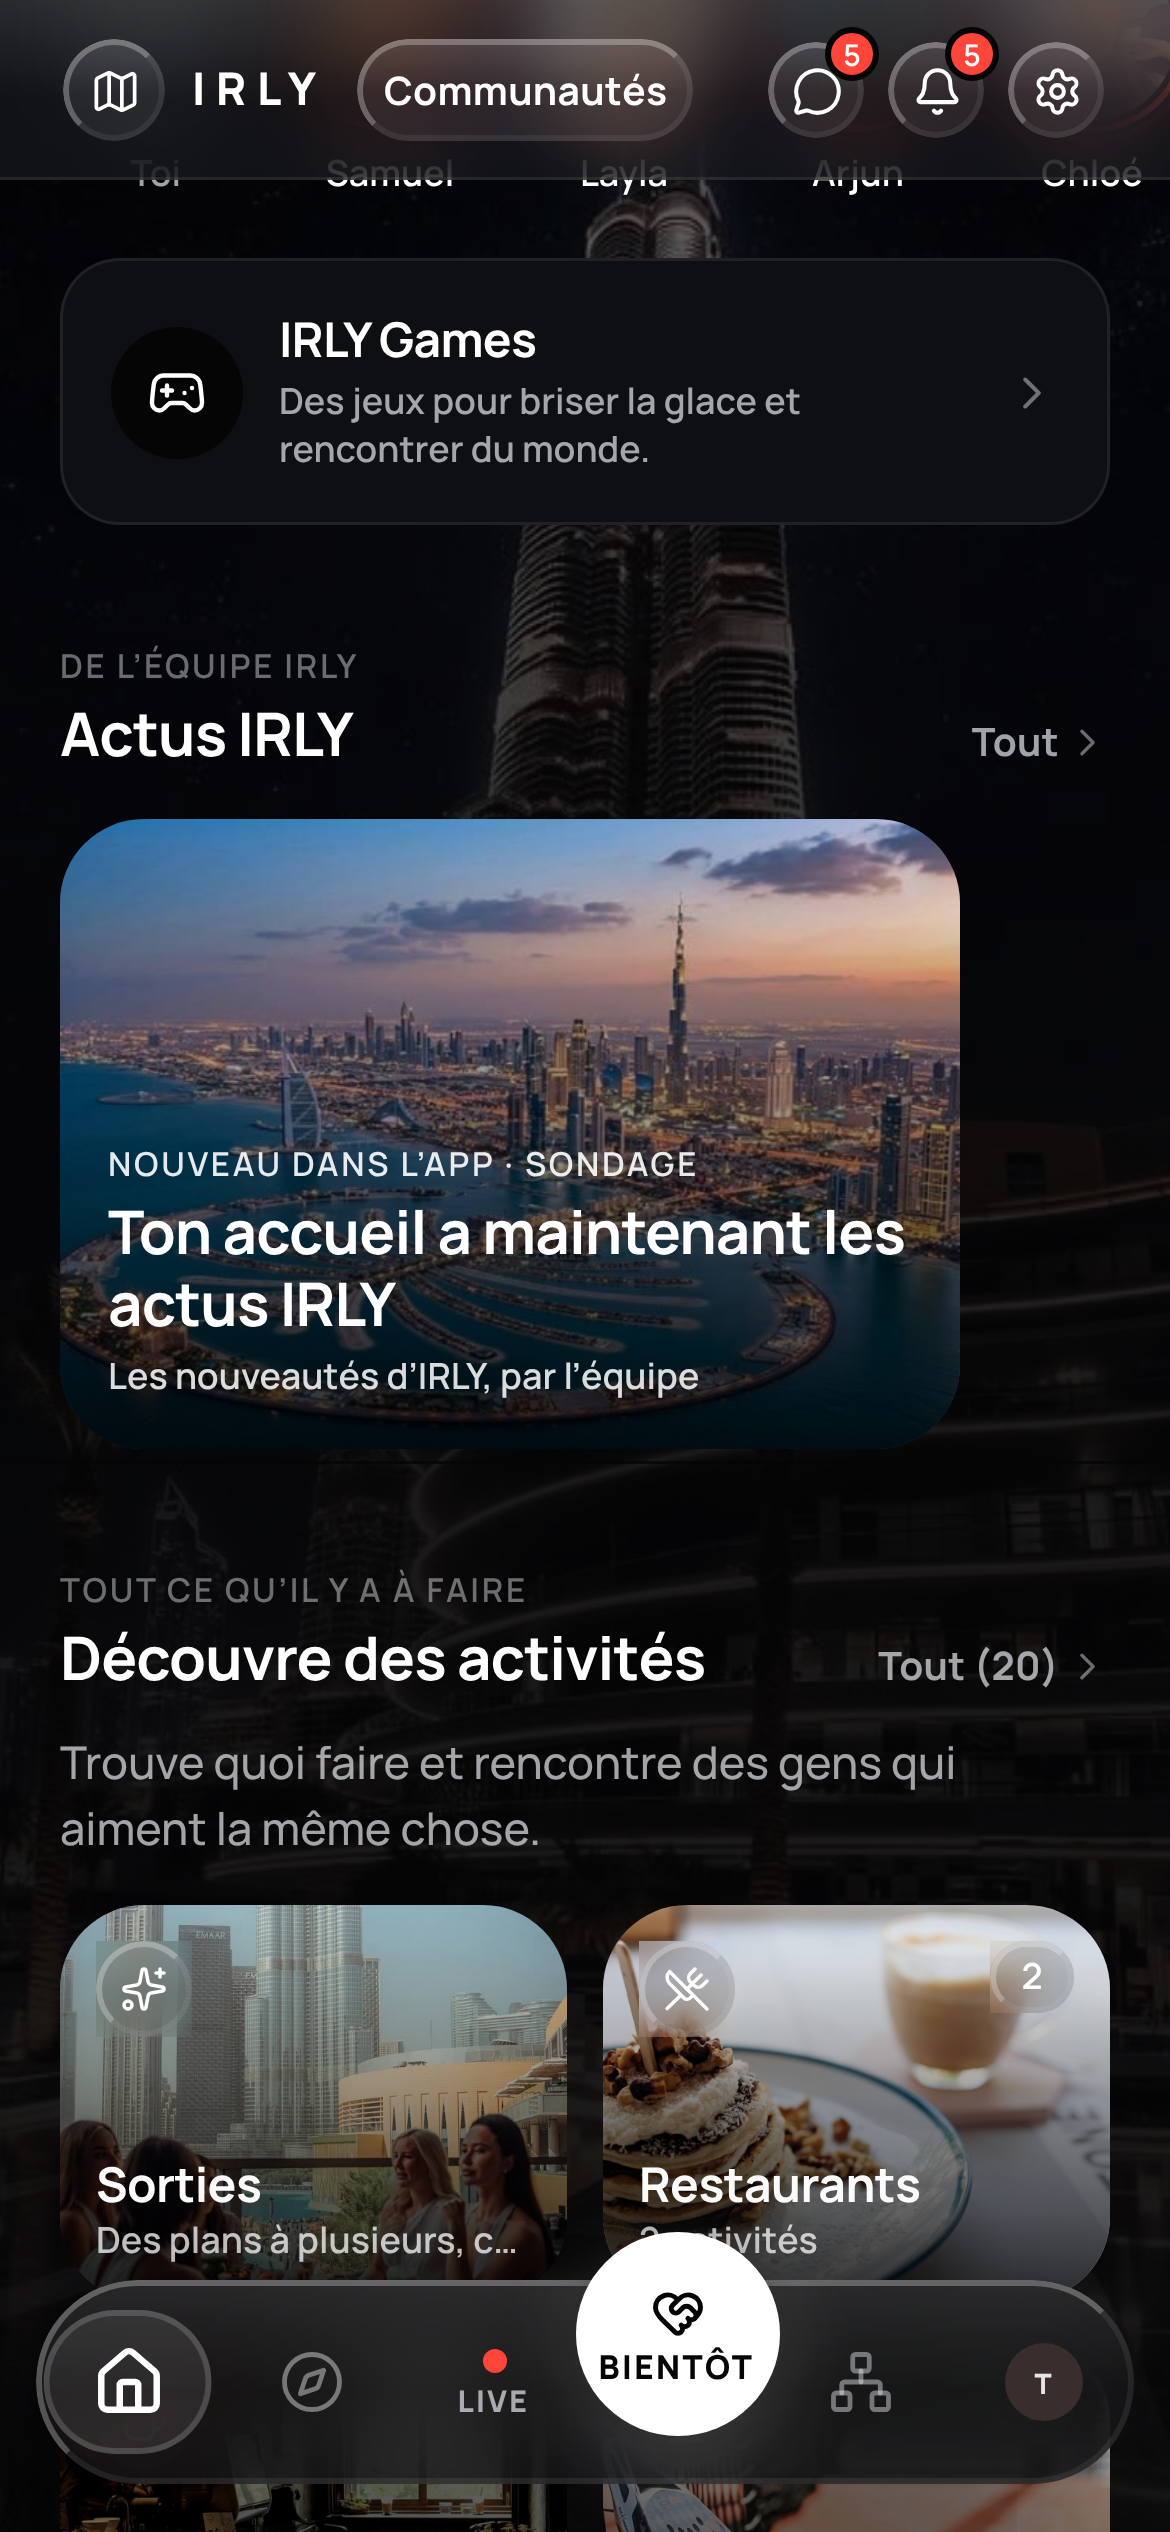 IRLY
Communautés
5
5
Toi
Samuel
Layla
Arjun
Chloé
IRLY Games
Des jeux pour briser la glace et
rencontrer du monde.
DE L’ÉQUIPE IRLY
Actus IRLY
Tout
NOUVEAU DANS L’APP · SONDAGE
Ton accueil a maintenant les
actus IRLY
Les nouveautés d’IRLY, par l’équipe
TOUT CE QU’IL Y A À FAIRE
Découvre des activités
Tout (20)
Trouve quoi faire et rencontre des gens qui
aiment la même chose.
EMAAR
2
Sorties
Des plans à plusieurs, c...
Restaurants
BIENTÔT
LIVE
T